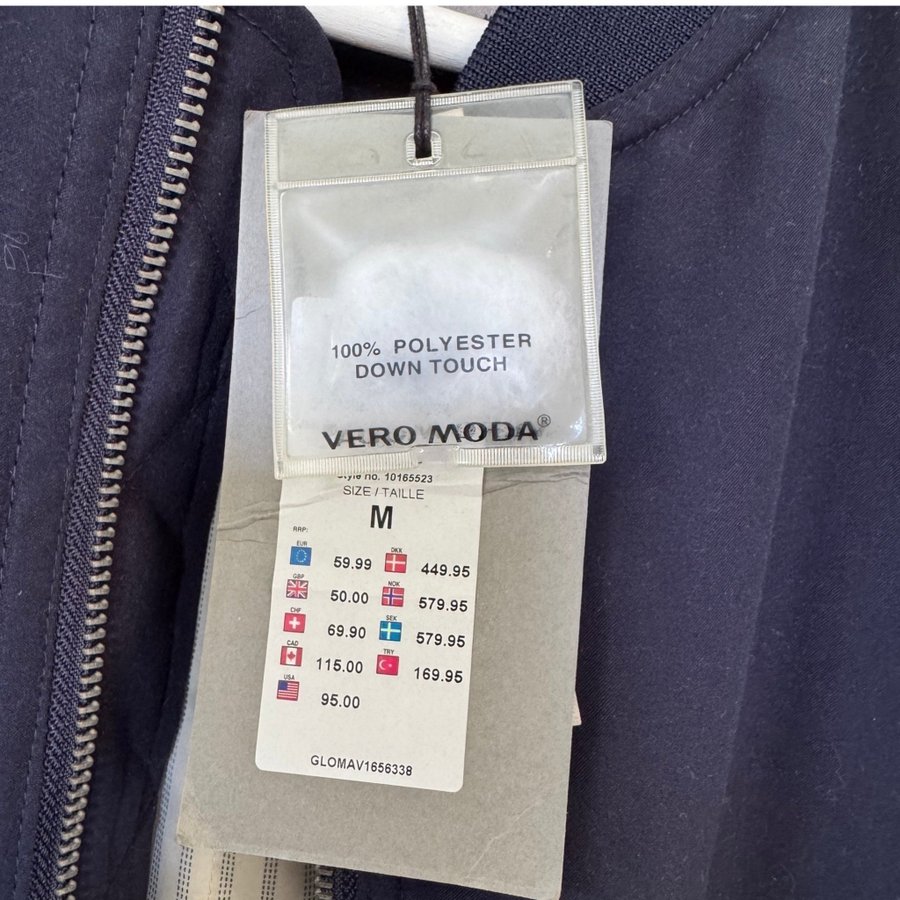 100% POLYESTER
DOWN TOUCH
VERO MODA®
Style no. 10165523
SIZE / TAILLE
M
RRP:
EUR 59.99 DKK 449.95
GBP 50.00 NOK 579.95
CHF 69.90 SEK 579.95
CAD 115.00 TRY 169.95
USA 95.00
GLOMAV1656338